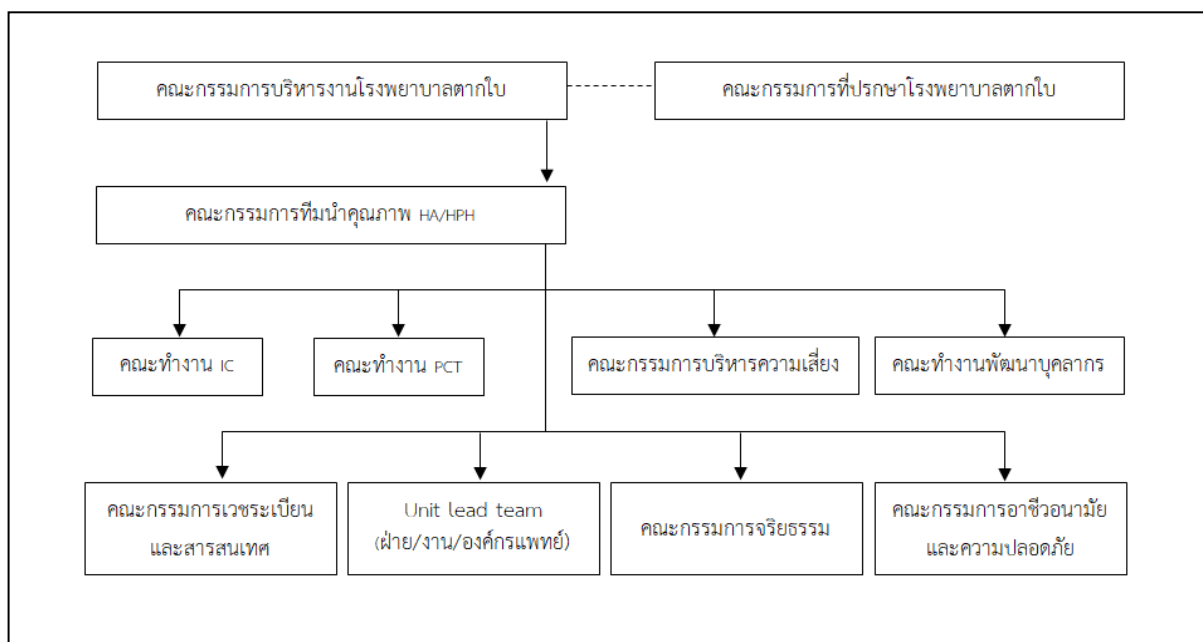 คณะกรรมการบริหารงานโรงพยาบาลตากใบ
คณะกรรมการที่ปรกษาโรงพยาบาลตากใบ
คณะกรรมการทีมนำคุณภาพ HA/HPH
คณะทำงาน IC
คณะทำงาน PCT
คณะกรรมการบริหารความเสี่ยง
คณะทำงานพัฒนาบุคลากร
คณะกรรมการเวชระเบียน
และสารสนเทศ
Unit lead team
(ฝ่าย/งาน/องค์กรแพทย์)
คณะกรรมการจริยธรรม
คณะกรรมการอาชีวอนามัย
และความปลอดภัย